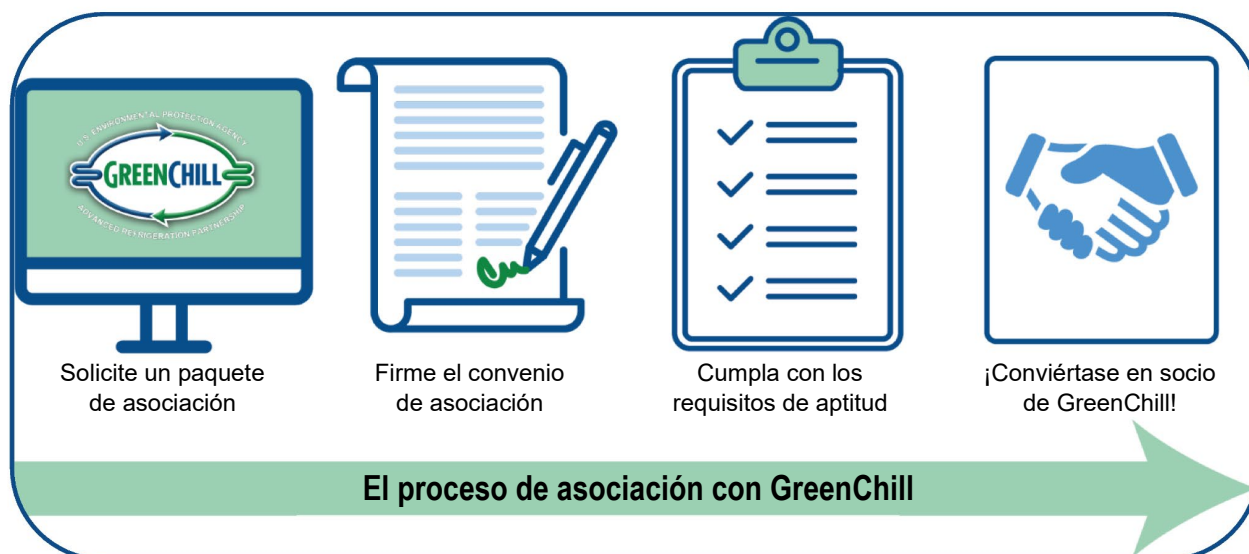 U.S. ENVIRONMENTAL PROTECTION AGENCY
GREENCHILL
ADVANCED REFRIGERATION PARTNERSHIP
Solicite un paquete
de asociación
Firme el convenio
de asociación
Cumpla con los
requisitos de aptitud
¡Conviértase en socio
de GreenChill!
El proceso de asociación con GreenChill